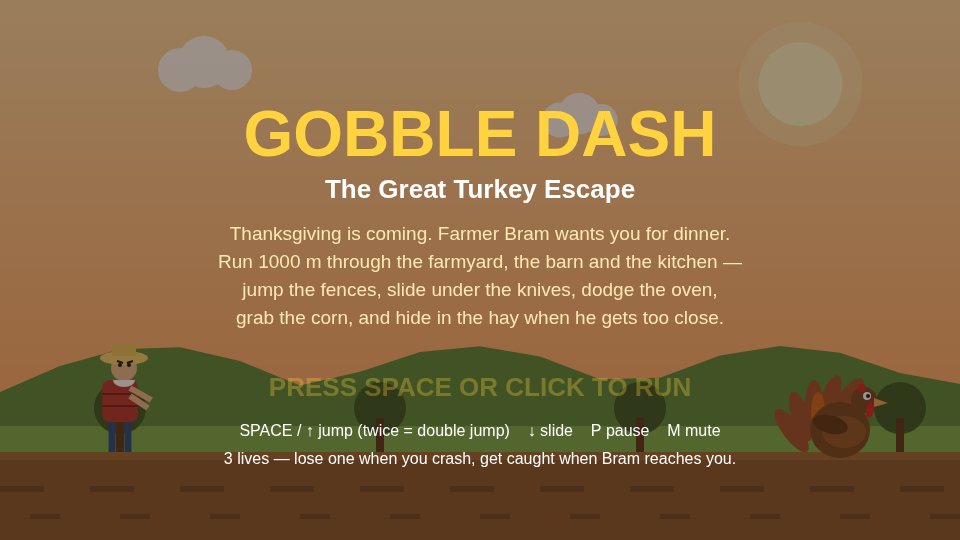 GOBBLE DASH
The Great Turkey Escape
Thanksgiving is coming. Farmer Bram wants you for dinner.
Run 1000 m through the farmyard, the barn and the kitchen —
jump the fences, slide under the knives, dodge the oven,
grab the corn, and hide in the hay when he gets too close.
PRESS SPACE OR CLICK TO RUN
SPACE / ↑ jump (twice = double jump) ↓ slide P pause M mute
3 lives — lose one when you crash, get caught when Bram reaches you.